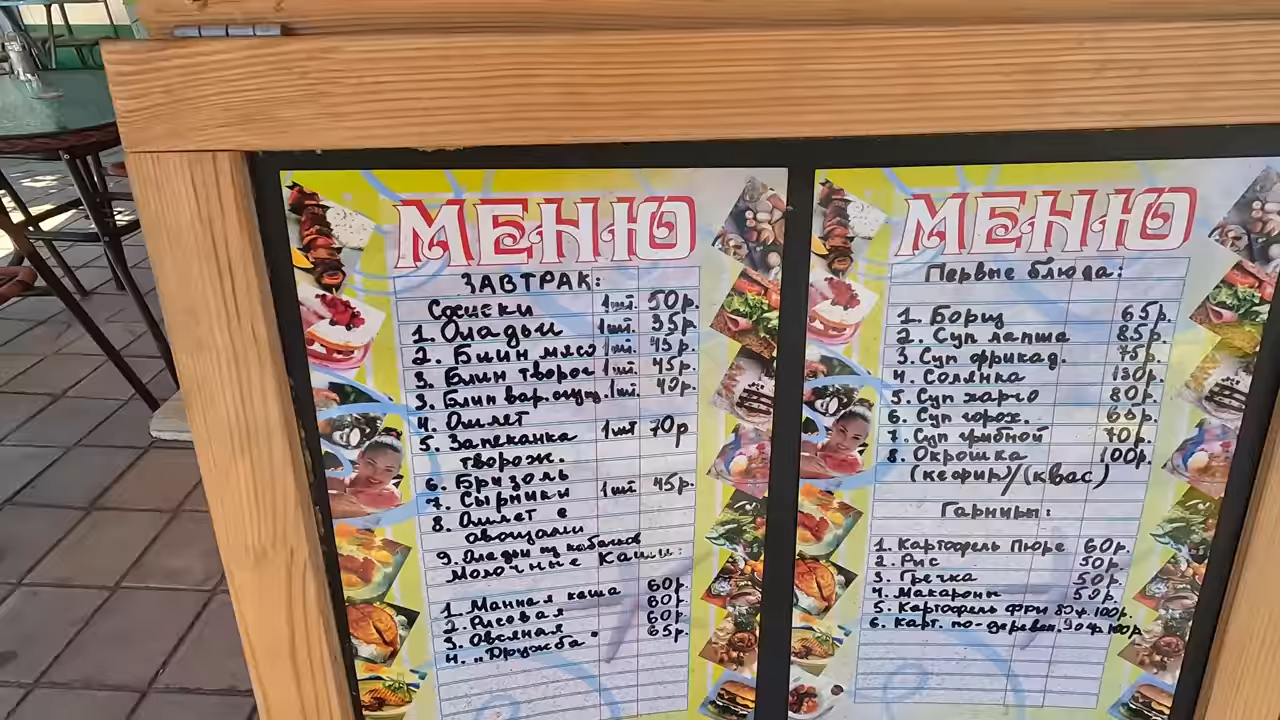 МЕНЮ
ЗАВТРАК:
Сосиски 1шт. 50р.
1. Оладьи 1шт. 35р.
2. Блин мясо 1шт. 45р.
3. Блин творог 1шт. 45р.
3. Блин вар. сгущ. 1шт. 40р.
4. Омлет
5. Запеканка 1шт 70р
творож.
6. Бризоль
7. Сырники 1шт 45р.
8. Омлет с
овощами
9. Оладьи из кабачков
Молочные Каши:
1. Манная каша 60р.
2. Рисовая 60р.
3. Овсяная 60р.
4. „Дружба" 65р.
МЕНЮ
Первые блюда:
1. Борщ 65р.
2. Суп лапша 85р.
3. Суп фрикад. 75р.
4. Солянка 130р.
5. Суп харчо 80р.
6. Суп горох. 60р.
7. Суп грибной 70р.
8. Окрошка 100р.
(кефир)/(квас)
Гарниры:
1. Картофель Пюре 60р.
2. Рис 50р.
3. Гречка 50р.
4. Макароны 50р.
5. Картофель фри 80р. 100р.
6. Карт. по-деревен. 90р 100р